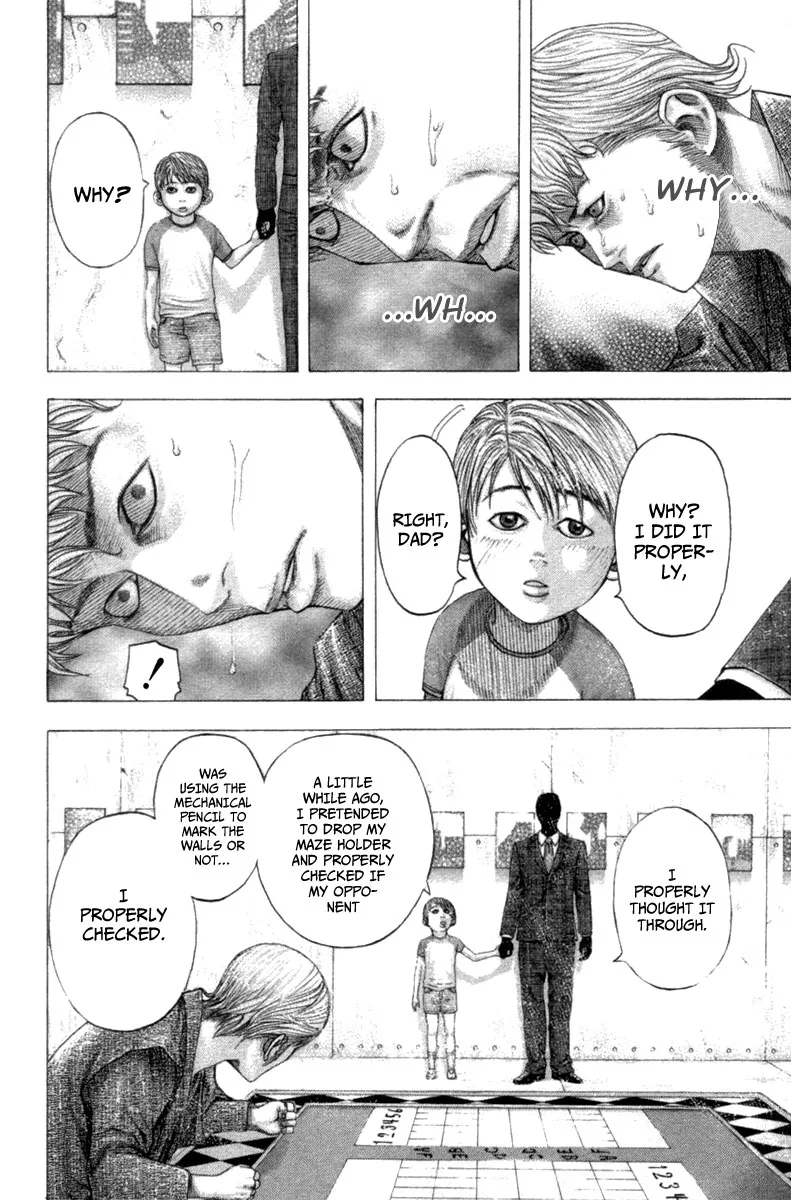 WHY...
...WH...
WHY?
WHY?
I DID IT
PROPER-
LY,
RIGHT,
DAD?
!
I
PROPERLY
THOUGHT IT
THROUGH.
A LITTLE
WHILE AGO,
I PRETENDED
TO DROP MY
MAZE HOLDER
AND PROPERLY
CHECKED IF
MY OPPO-
NENT
WAS
USING THE
MECHANICAL
PENCIL TO
MARK THE
WALLS OR
NOT...
I
PROPERLY
CHECKED.
123456
1234